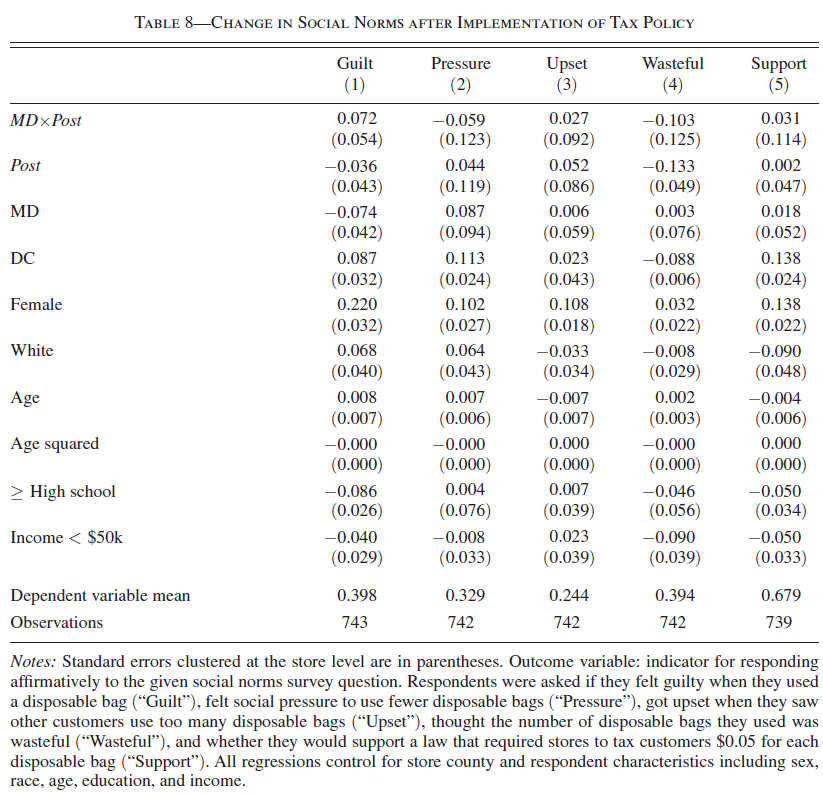 TABLE 8—CHANGE IN SOCIAL NORMS AFTER IMPLEMENTATION OF TAX POLICY
Guilt Pressure Upset Wasteful Support
(1) (2) (3) (4) (5)
MD×Post 0.072 −0.059 0.027 −0.103 0.031
(0.054) (0.123) (0.092) (0.125) (0.114)
Post −0.036 0.044 0.052 −0.133 0.002
(0.043) (0.119) (0.086) (0.049) (0.047)
MD −0.074 0.087 0.006 0.003 0.018
(0.042) (0.094) (0.059) (0.076) (0.052)
DC 0.087 0.113 0.023 −0.088 0.138
(0.032) (0.024) (0.043) (0.006) (0.024)
Female 0.220 0.102 0.108 0.032 0.138
(0.032) (0.027) (0.018) (0.022) (0.022)
White 0.068 0.064 −0.033 −0.008 −0.090
(0.040) (0.043) (0.034) (0.029) (0.048)
Age 0.008 0.007 −0.007 0.002 −0.004
(0.007) (0.006) (0.007) (0.003) (0.006)
Age squared −0.000 −0.000 0.000 −0.000 0.000
(0.000) (0.000) (0.000) (0.000) (0.000)
≥ High school −0.086 0.004 0.007 −0.046 −0.050
(0.026) (0.076) (0.039) (0.056) (0.034)
Income < $50k −0.040 −0.008 0.023 −0.090 −0.050
(0.029) (0.033) (0.039) (0.039) (0.033)
Dependent variable mean 0.398 0.329 0.244 0.394 0.679
Observations 743 742 742 742 739
Notes: Standard errors clustered at the store level are in parentheses. Outcome variable: indicator for responding
affirmatively to the given social norms survey question. Respondents were asked if they felt guilty when they used
a disposable bag (“Guilt”), felt social pressure to use fewer disposable bags (“Pressure”), got upset when they saw
other customers use too many disposable bags (“Upset”), thought the number of disposable bags they used was
wasteful (“Wasteful”), and whether they would support a law that required stores to tax customers $0.05 for each
disposable bag (“Support”). All regressions control for store county and respondent characteristics including sex,
race, age, education, and income.